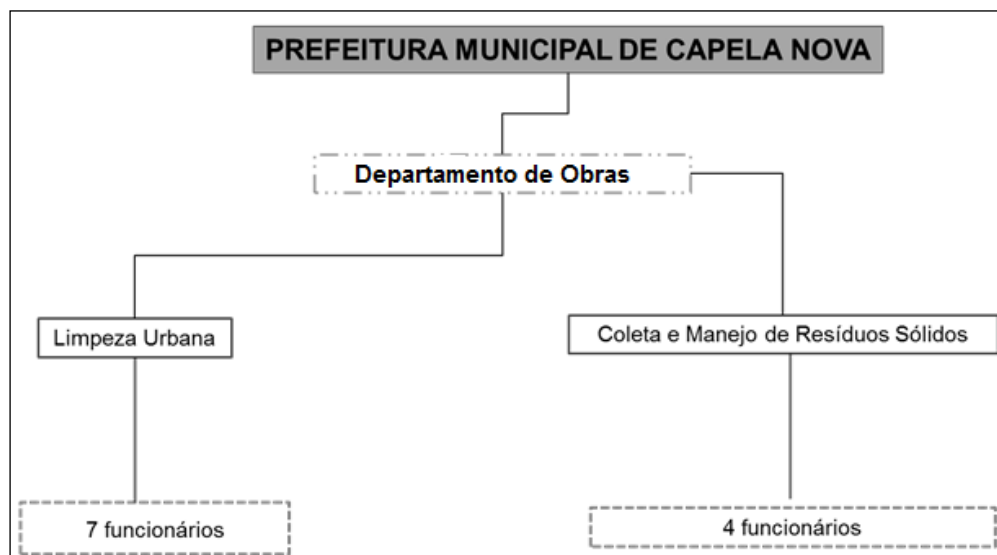 PREFEITURA MUNICIPAL DE CAPELA NOVA
Departamento de Obras
Limpeza Urbana
Coleta e Manejo de Resíduos Sólidos
7 funcionários
4 funcionários